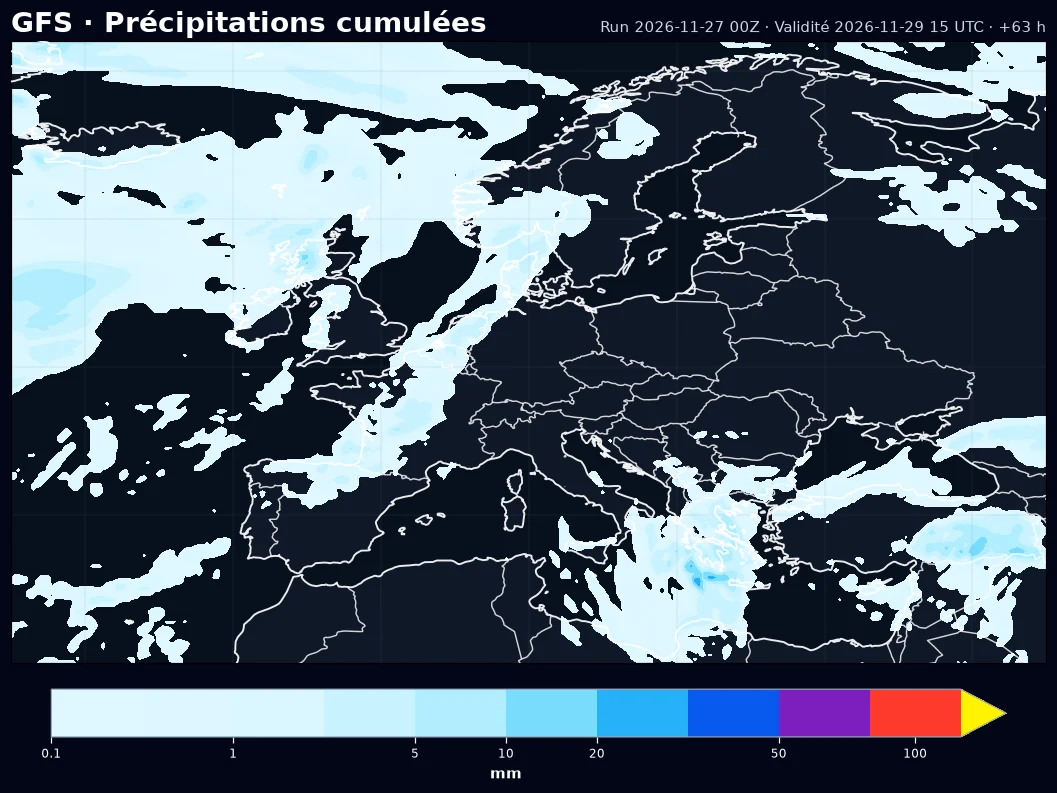 GFS · Précipitations cumulées
Run 2026-11-27 00Z · Validité 2026-11-29 15 UTC · +63 h
0.1 1 5 10 20 50 100
mm